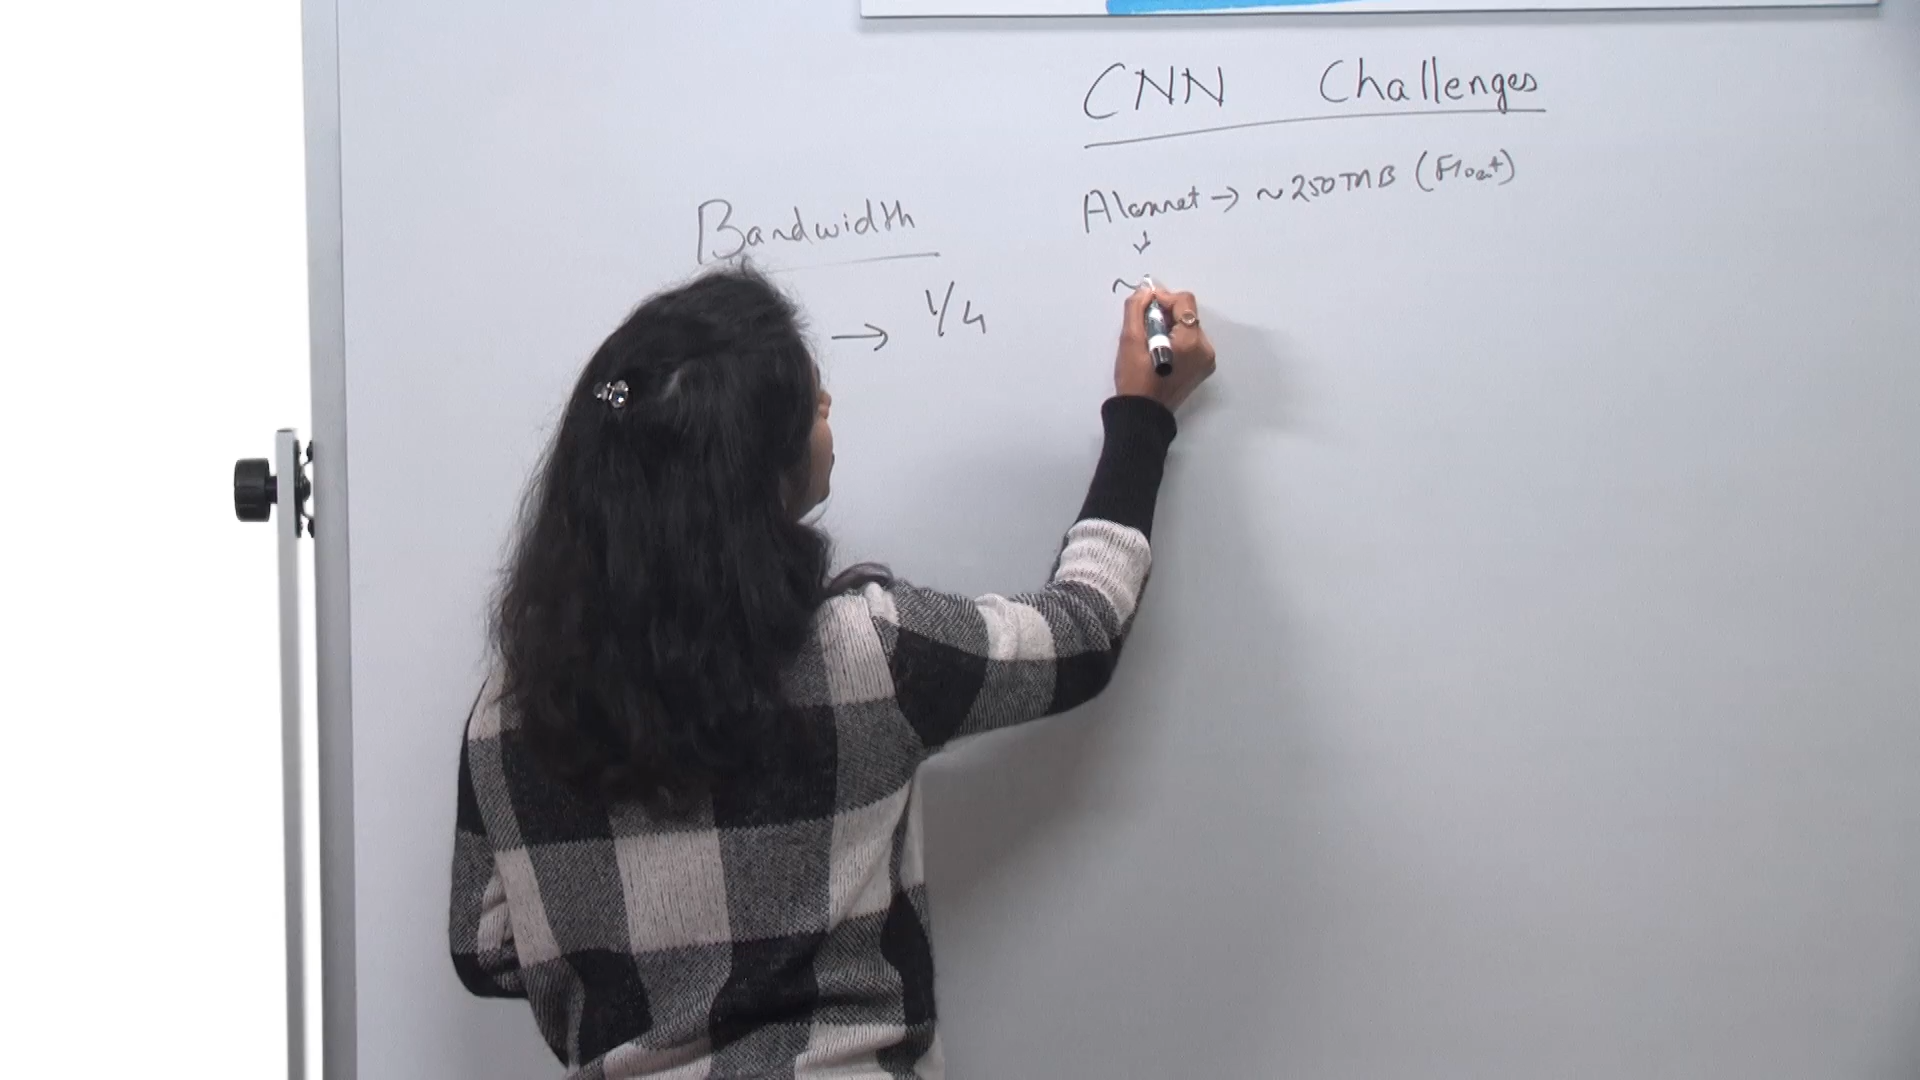 CNN Challenges
Alexnet → ~250MB (Float)
↓
~
Bandwidth
→ 1/4